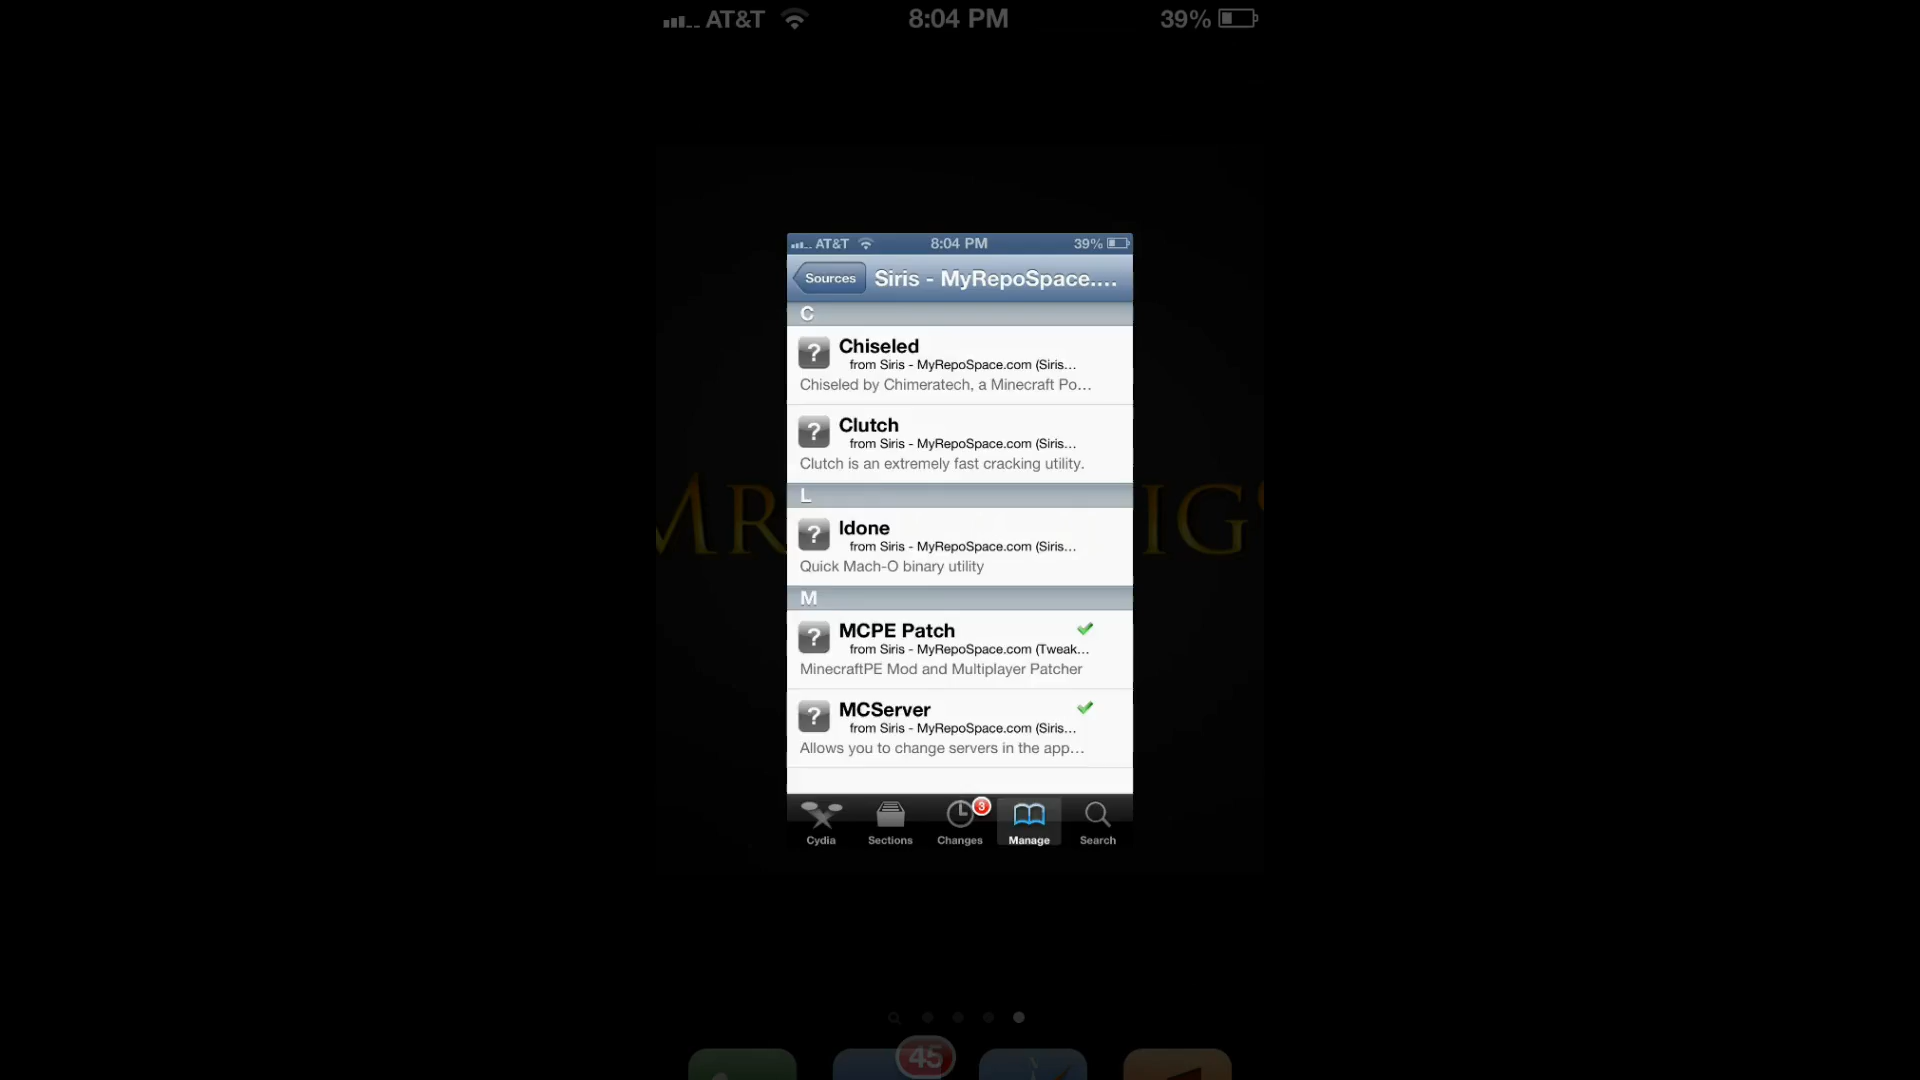 AT&T 8:04 PM 39%
AT&T 8:04 PM 39%
Sources Siris - MyRepoSpace....
C
Chiseled
from Siris - MyRepoSpace.com (Siris...
Chiseled by Chimeratech, a Minecraft Po...
Clutch
from Siris - MyRepoSpace.com (Siris...
Clutch is an extremely fast cracking utility.
L
ldone
from Siris - MyRepoSpace.com (Siris...
Quick Mach-O binary utility
M
MCPE Patch
from Siris - MyRepoSpace.com (Tweak...
MinecraftPE Mod and Multiplayer Patcher
MCServer
from Siris - MyRepoSpace.com (Siris...
Allows you to change servers in the app...
3
Cydia Sections Changes Manage Search
45